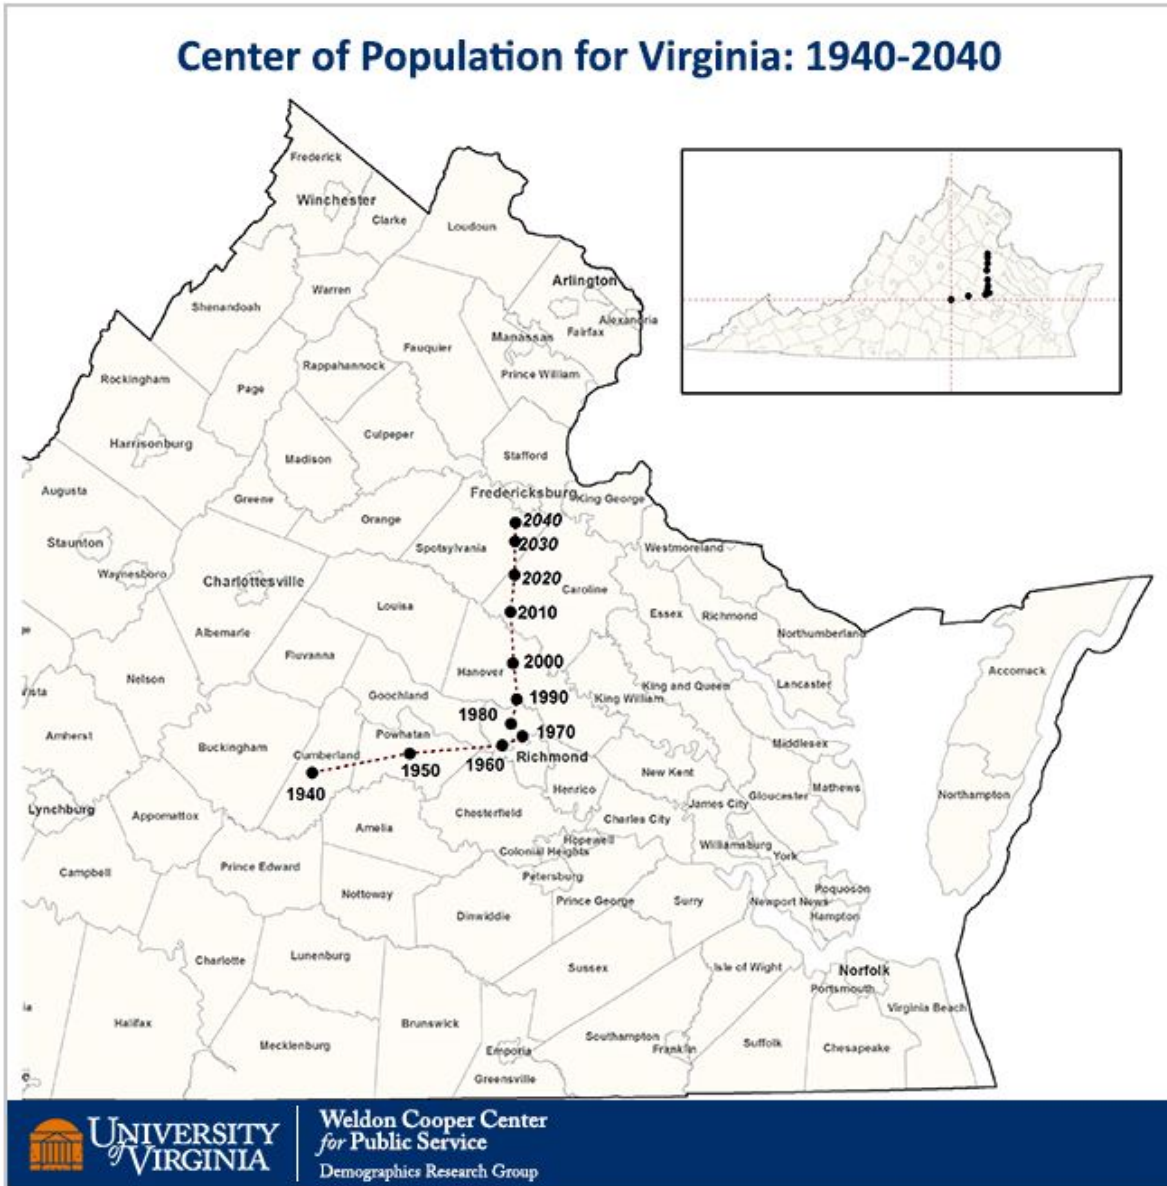 Center of Population for Virginia: 1940-2040
Frederick
Winchester
Clarke
Loudoun
Arlington
Warren
Shenandoah
Alexandria
Fairfax
Manassas
Fauquier
Rappahannock
Prince William
Rockingham
Page
Culpeper
Harrisonburg
Madison
Stafford
Augusta
Greene
Fredericksburg
King George
Orange
2040
Staunton
2030
Spotsylvania
Westmoreland
Waynesboro
Charlottesville
2020
Caroline
Louisa
2010
Essex
Richmond
Albemarle
Northumberland
Fluvanna
2000
Hanover
Accomack
Nelson
King and Queen
Lancaster
Goochland
1990
King William
1980
Amherst
Powhatan
1970
Buckingham
Middlesex
Cumberland
1960
Richmond
1950
New Kent
1940
Henrico
Mathews
Gloucester
Northampton
James City
Lynchburg
Appomattox
Chesterfield
Charles City
Amelia
Hopewell
Williamsburg
Colonial Heights
York
Prince Edward
Campbell
Petersburg
Poquoson
Nottoway
Prince George
Surry
Newport News
Dinwiddie
Hampton
Charlotte
Lunenburg
Sussex
Isle of Wight
Norfolk
Portsmouth
Virginia Beach
Halifax
Brunswick
Mecklenburg
Southampton
Franklin
Suffolk
Chesapeake
Emporia
Greensville
UNIVERSITY
of VIRGINIA
Weldon Cooper Center
for Public Service
Demographics Research Group